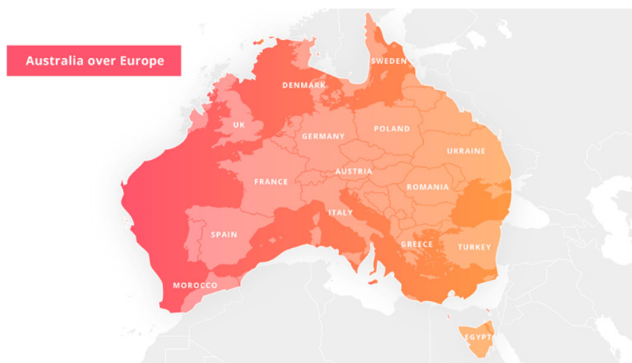 Australia over Europe
SWEDEN
DENMARK
UK
GERMANY
POLAND
UKRAINE
AUSTRIA
FRANCE
ROMANIA
ITALY
SPAIN
GREECE
TURKEY
MOROCCO
EGYPT